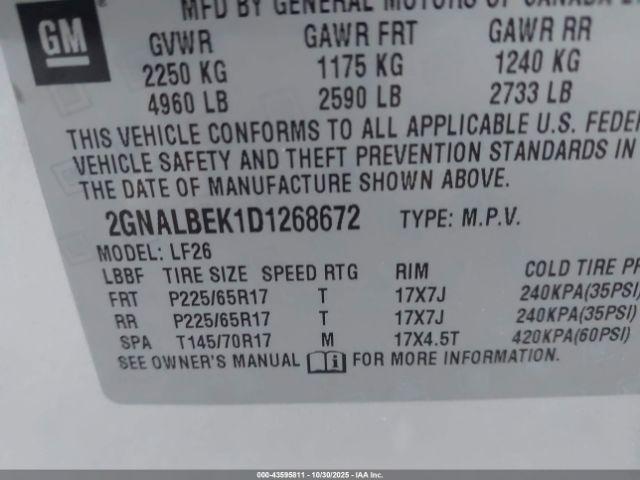 GM
®
MFD BY GENERAL MOTORS OF CANADA
GVWR GAWR FRT GAWR RR
2250 KG 1175 KG 1240 KG
4960 LB 2590 LB 2733 LB
THIS VEHICLE CONFORMS TO ALL APPLICABLE U.S.
VEHICLE SAFETY AND THEFT PREVENTION STANDARDS IN
THE DATE OF MANUFACTURE SHOWN ABOVE.
2GNALBEK1D1268672 TYPE: M.P.V.
MODEL: LF26
LBBF TIRE SIZE SPEED RTG RIM COLD TIRE
FRT P225/65R17 T 17X7J 240KPA(35PSI)
RR P225/65R17 T 17X7J 240KPA(35PSI)
SPA T145/70R17 M 17X4.5T 420KPA(60PSI)
SEE OWNER'S MANUAL i FOR MORE INFORMATION.
000-43595811 - 10/30/2025 - IAA Inc.